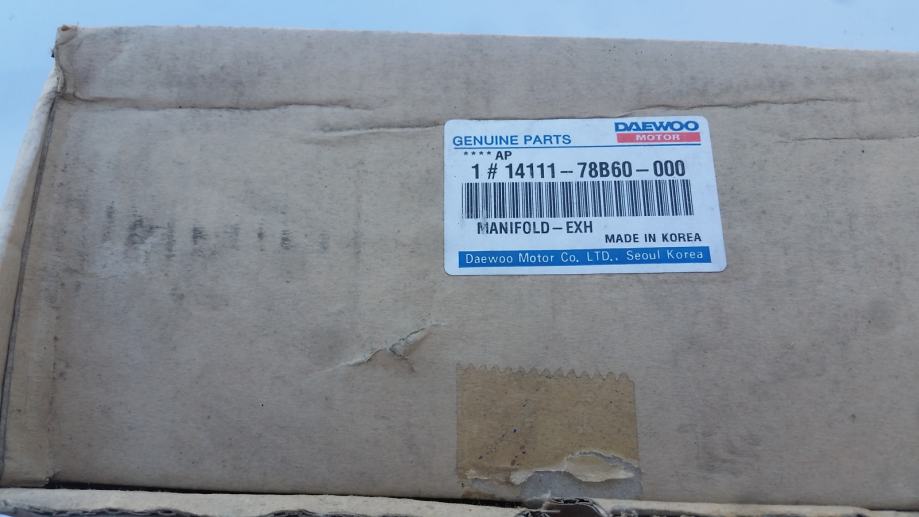 GENUINE PARTS
DAEWOO
MOTOR
**** AP
1 # 14111-78B60-000
MANIFOLD-EXH
MADE IN KOREA
Daewoo Motor Co. LTD., Seoul Korea